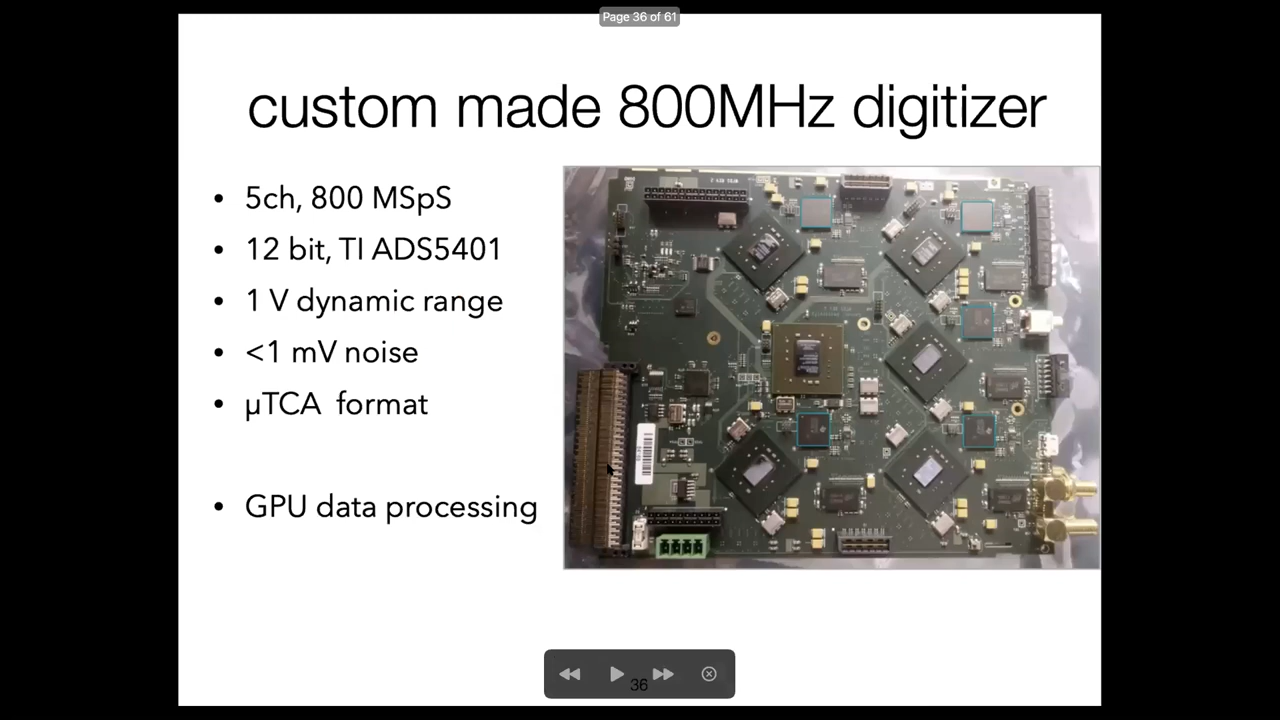 Page 36 of 61
custom made 800MHz digitizer
• 5ch, 800 MSpS
• 12 bit, TI ADS5401
• 1 V dynamic range
• <1 mV noise
• µTCA format
• GPU data processing
36